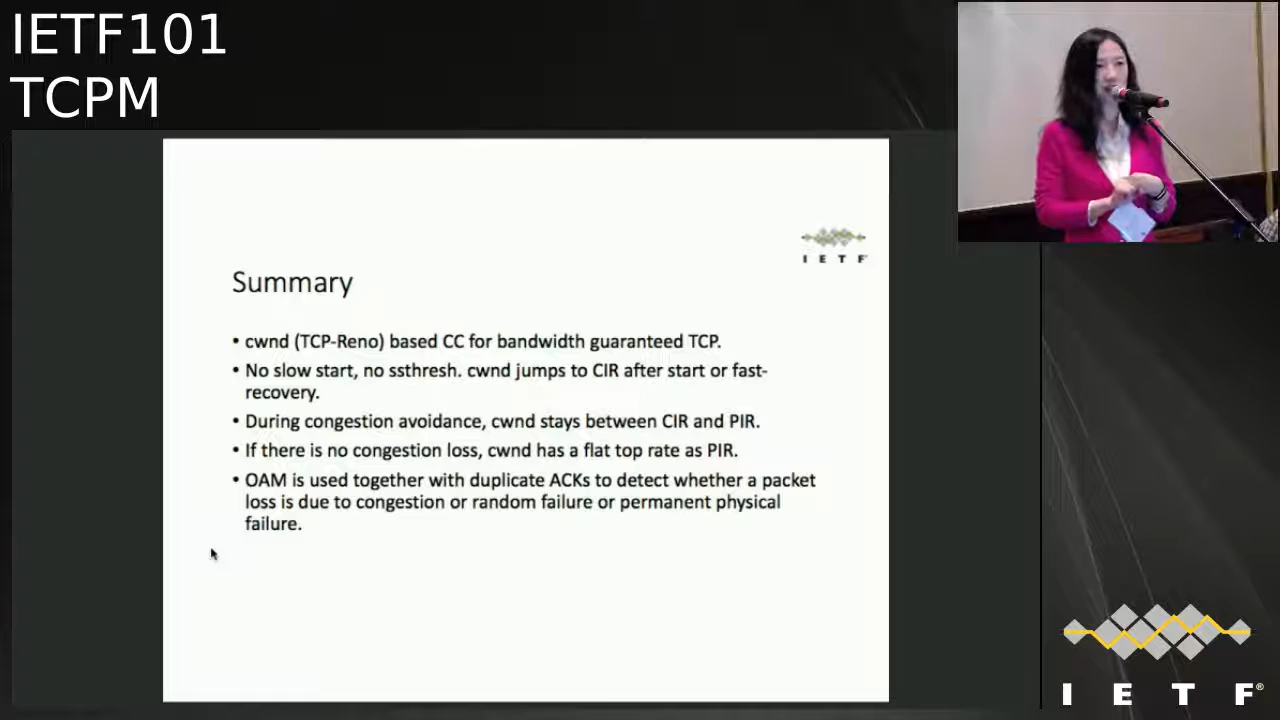 IETF101
TCPM
I E T F
Summary
• cwnd (TCP-Reno) based CC for bandwidth guaranteed TCP.
• No slow start, no ssthresh. cwnd jumps to CIR after start or fast-
recovery.
• During congestion avoidance, cwnd stays between CIR and PIR.
• If there is no congestion loss, cwnd has a flat top rate as PIR.
• OAM is used together with duplicate ACKs to detect whether a packet
loss is due to congestion or random failure or permanent physical
failure.
I E T F®